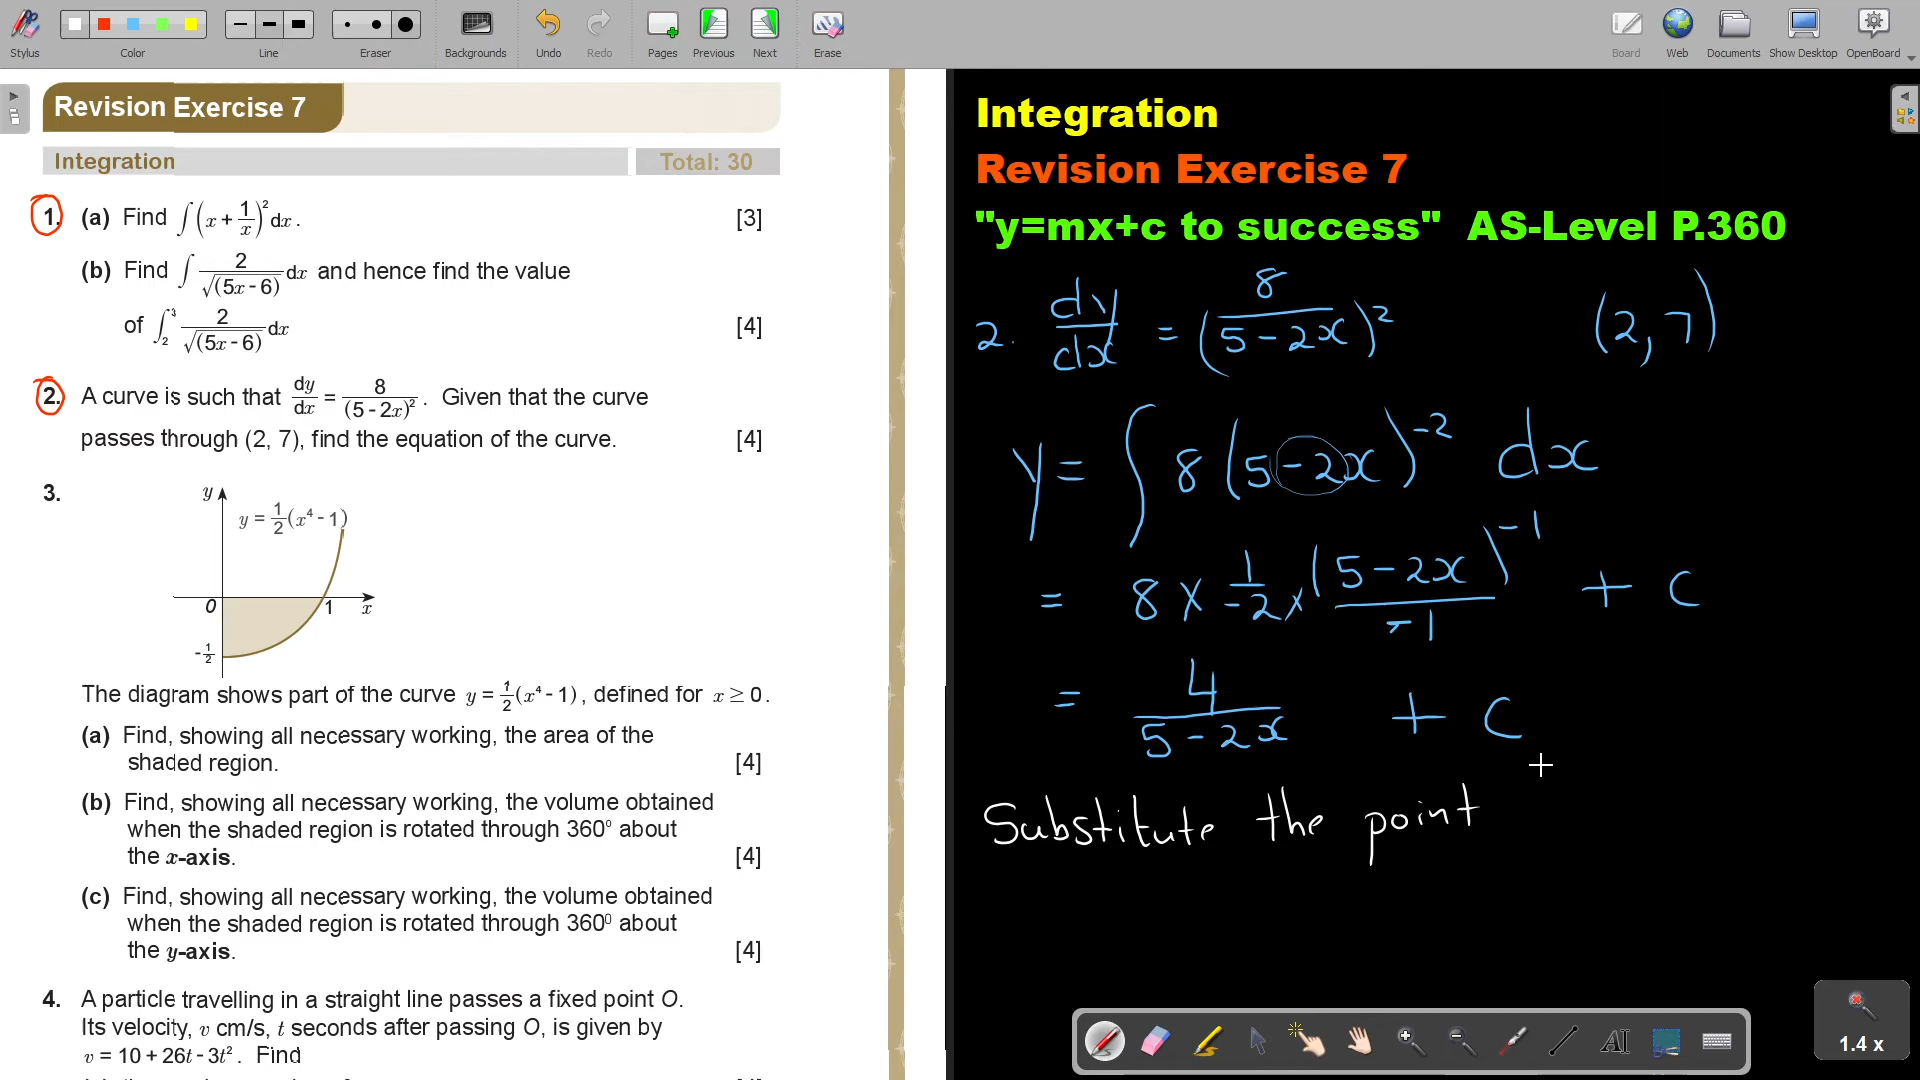 Stylus Color Line Eraser Backgrounds Undo Redo Pages Previous Next Erase Board Web Documents Show Desktop OpenBoard
Revision Exercise 7
Integration Total: 30
1. (a) Find ∫(x + 1/x)² dx. [3]
(b) Find ∫ 2/√(5x - 6) dx and hence find the value
of ∫₂³ 2/√(5x - 6) dx [4]
2. A curve is such that dy/dx = 8/(5 - 2x)². Given that the curve
passes through (2, 7), find the equation of the curve. [4]
3.
y
y = 1/2(x⁴ - 1)
0 1 x
-1/2
The diagram shows part of the curve y = 1/2(x⁴ - 1), defined for x ≥ 0.
(a) Find, showing all necessary working, the area of the
shaded region. [4]
(b) Find, showing all necessary working, the volume obtained
when the shaded region is rotated through 360⁰ about
the x-axis. [4]
(c) Find, showing all necessary working, the volume obtained
when the shaded region is rotated through 360⁰ about
the y-axis. [4]
4. A particle travelling in a straight line passes a fixed point O.
Its velocity, v cm/s, t seconds after passing O, is given by
v = 10 + 26t - 3t². Find
Integration
Revision Exercise 7
"y=mx+c to success" AS-Level P.360
2. dy/dx = 8/(5-2x)² (2,7)
y = ∫ 8(5-2x)⁻² dx
= 8 × 1/-2 × (5-2x)⁻¹/-1 + c
= 4/(5-2x) + c
Substitute the point
1.4 x